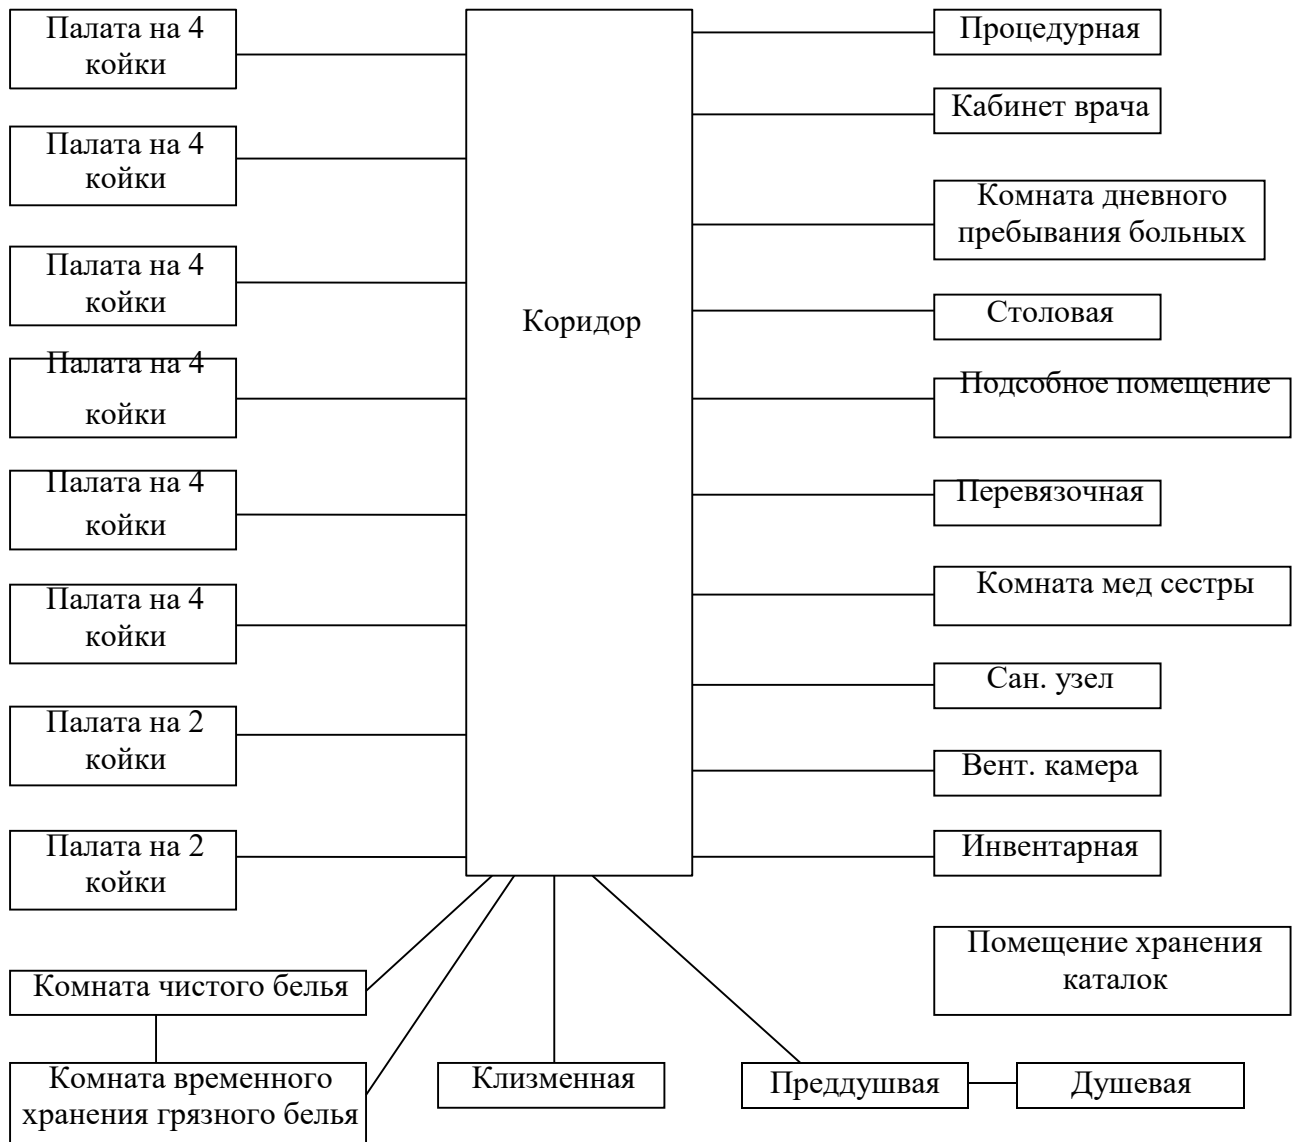 Палата на 4
койки
Палата на 4
койки
Палата на 4
койки
Палата на 4
койки
Палата на 4
койки
Палата на 4
койки
Палата на 2
койки
Палата на 2
койки
Коридор
Процедурная
Кабинет врача
Комната дневного
пребывания больных
Столовая
Подсобное помещение
Перевязочная
Комната мед сестры
Сан. узел
Вент. камера
Инвентарная
Помещение хранения
каталок
Комната чистого белья
Комната временного
хранения грязного белья
Клизменная
Преддушвая
Душевая